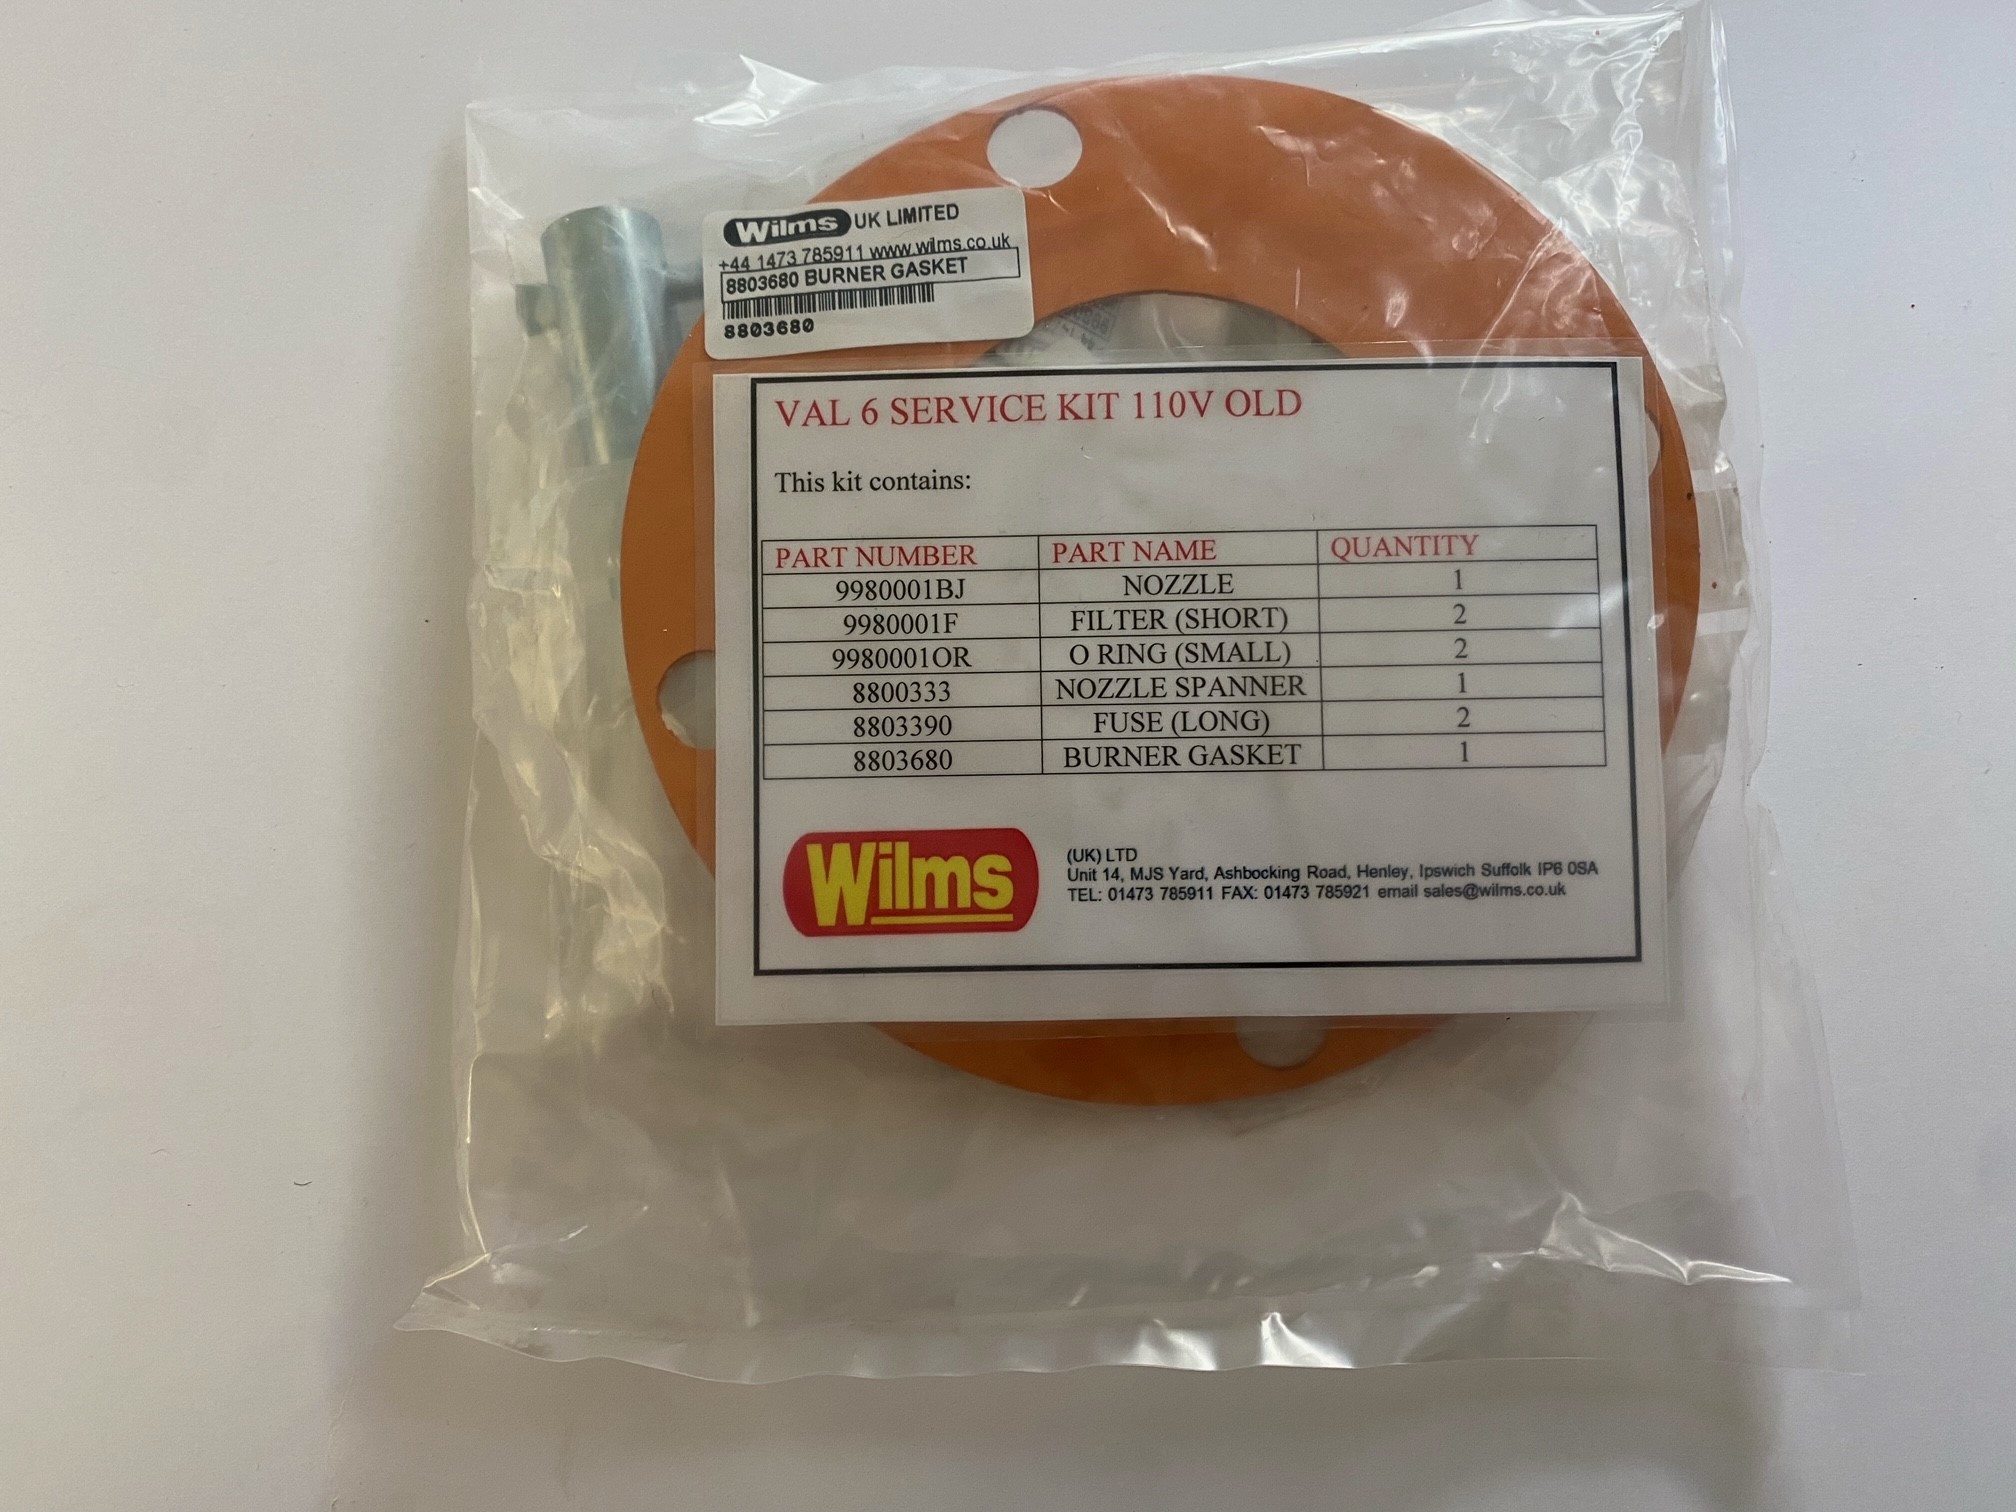 Wilms UK LIMITED
+44 1473 785911 www.wilms.co.uk
8803680 BURNER GASKET
8803680
VAL 6 SERVICE KIT 110V OLD
This kit contains:
PART NUMBER PART NAME QUANTITY
9980001BJ NOZZLE 1
9980001F FILTER (SHORT) 2
9980001OR O RING (SMALL) 2
8800333 NOZZLE SPANNER 1
8803390 FUSE (LONG) 2
8803680 BURNER GASKET 1
Wilms
(UK) LTD
Unit 14, MJS Yard, Ashbocking Road, Henley, Ipswich Suffolk IP6 0SA
TEL: 01473 785911 FAX: 01473 785921 email sales@wilms.co.uk